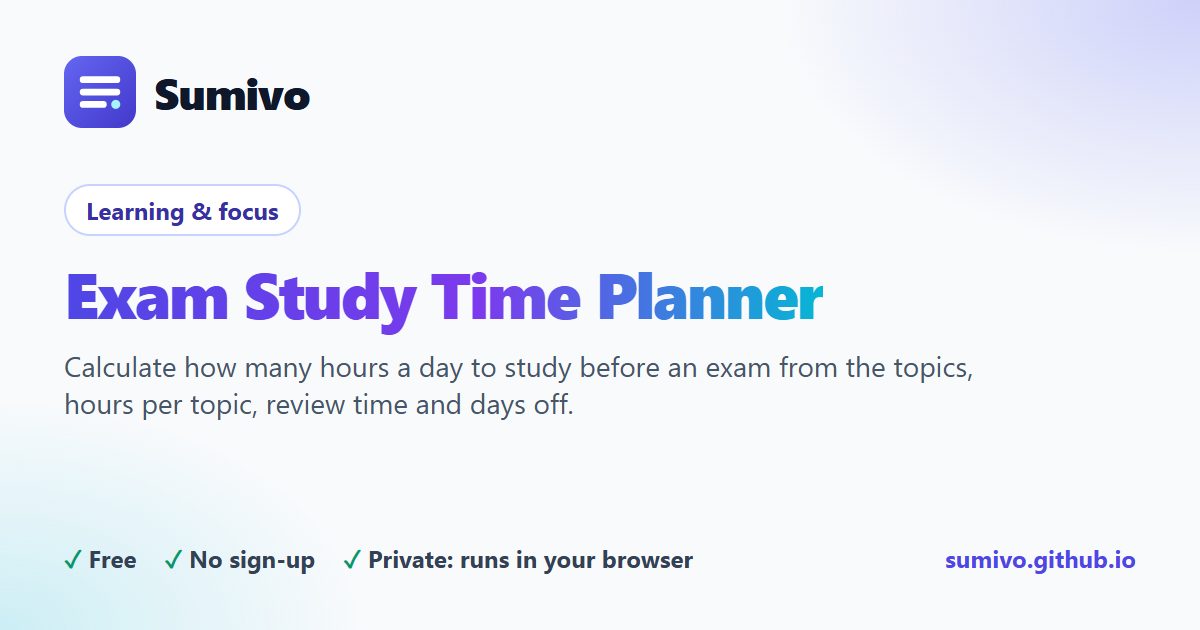 Sumivo
Learning & focus
Exam Study Time Planner
Calculate how many hours a day to study before an exam from the topics,
hours per topic, review time and days off.
✓ Free ✓ No sign-up ✓ Private: runs in your browser
sumivo.github.io